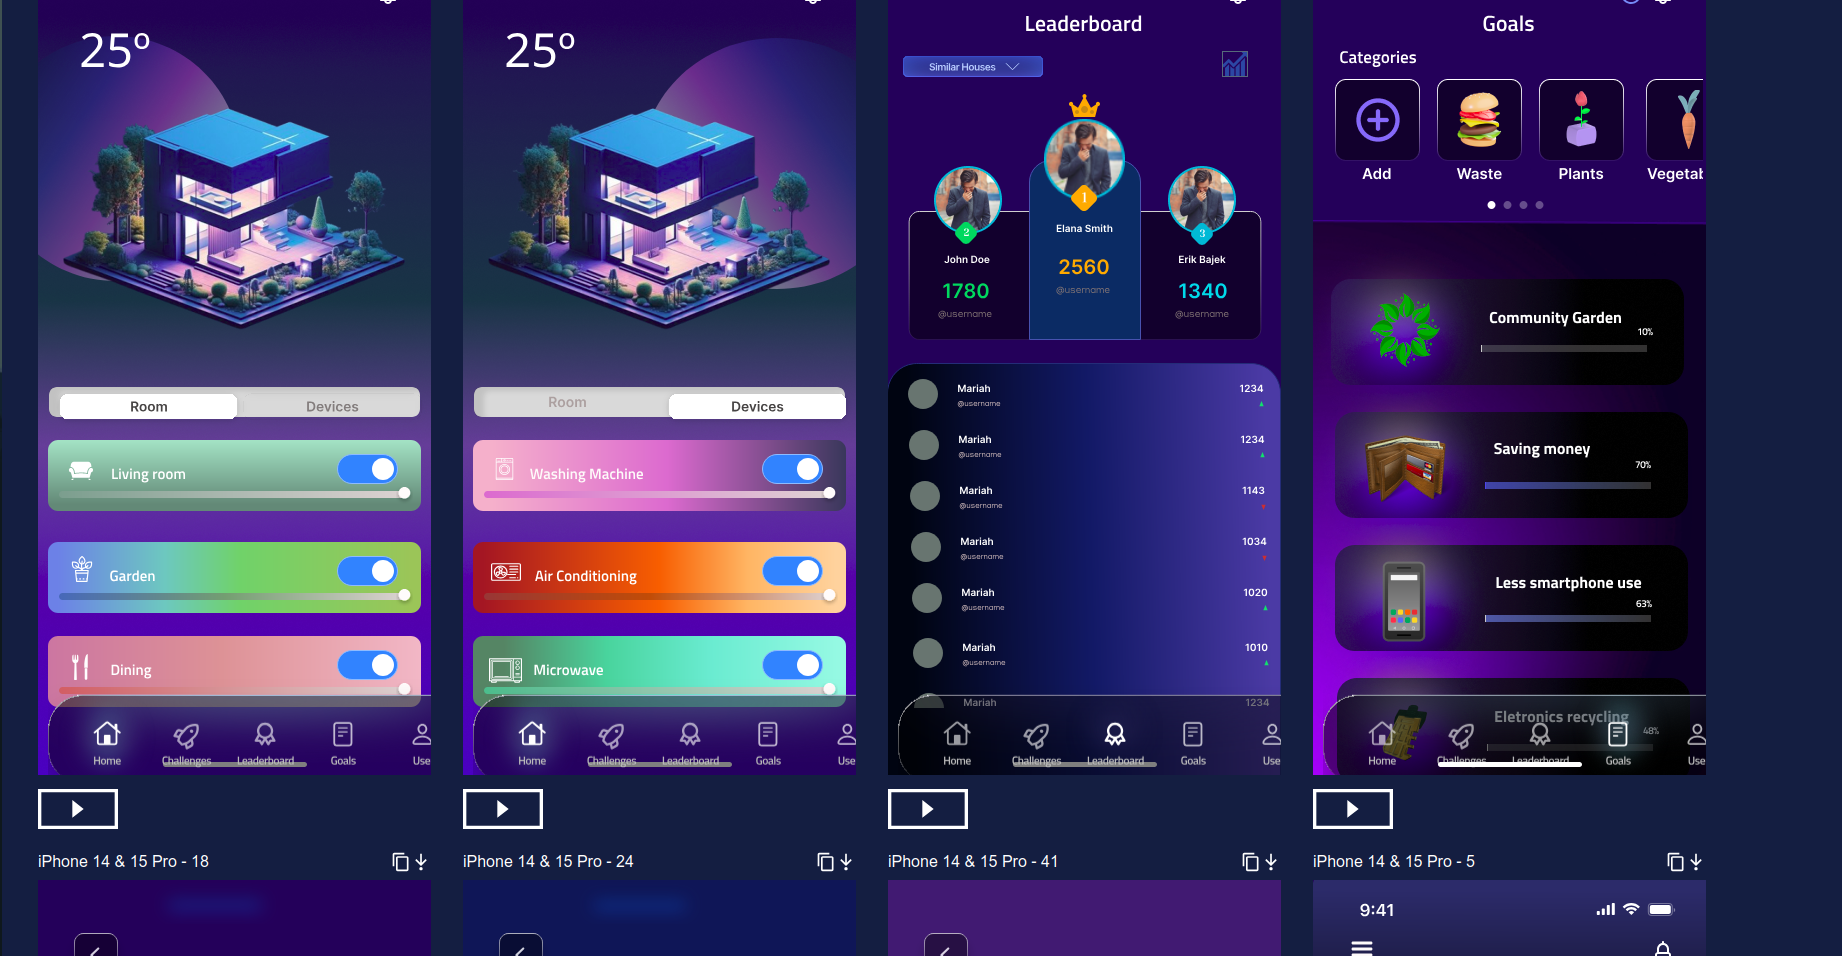 25º
Room
Devices
Living room
Garden
Dining
Home
Challenges
Leaderboard
Goals
Use
25º
Room
Devices
Washing Machine
Air Conditioning
Microwave
Home
Challenges
Leaderboard
Goals
Use
Leaderboard
Similar Houses
1
Elana Smith
2560
@username
2
John Doe
1780
@username
3
Erik Bajek
1340
@username
Mariah 1234
@username
Mariah 1234
@username
Mariah 1143
@username
Mariah 1034
@username
Mariah 1020
@username
Mariah 1010
@username
Mariah 1234
Home
Challenges
Leaderboard
Goals
Use
Goals
Categories
Add
Waste
Plants
Vegetab
Community Garden
10%
Saving money
70%
Less smartphone use
63%
Eletronics recycling
48%
Home
Challenges
Leaderboard
Goals
Use
iPhone 14 & 15 Pro - 18
iPhone 14 & 15 Pro - 24
iPhone 14 & 15 Pro - 41
iPhone 14 & 15 Pro - 5
9:41